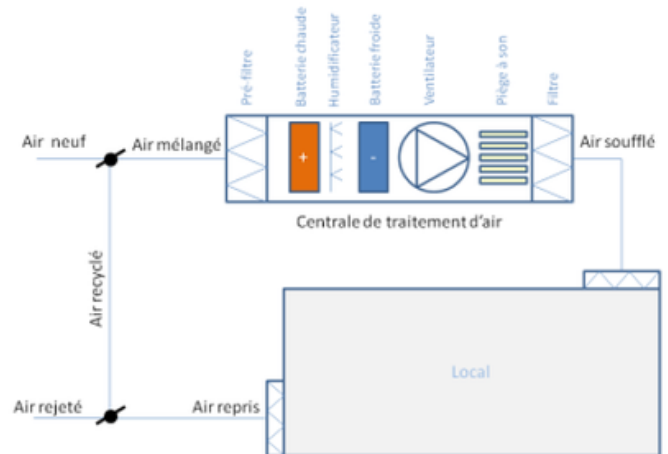 Pré-filtre
Batterie chaude
Humidificateur
Batterie froide
Ventilateur
Piège à son
Filtre
Air neuf
Air mélangé
+
-
Air soufflé
Centrale de traitement d'air
Air recyclé
Local
Air rejeté
Air repris